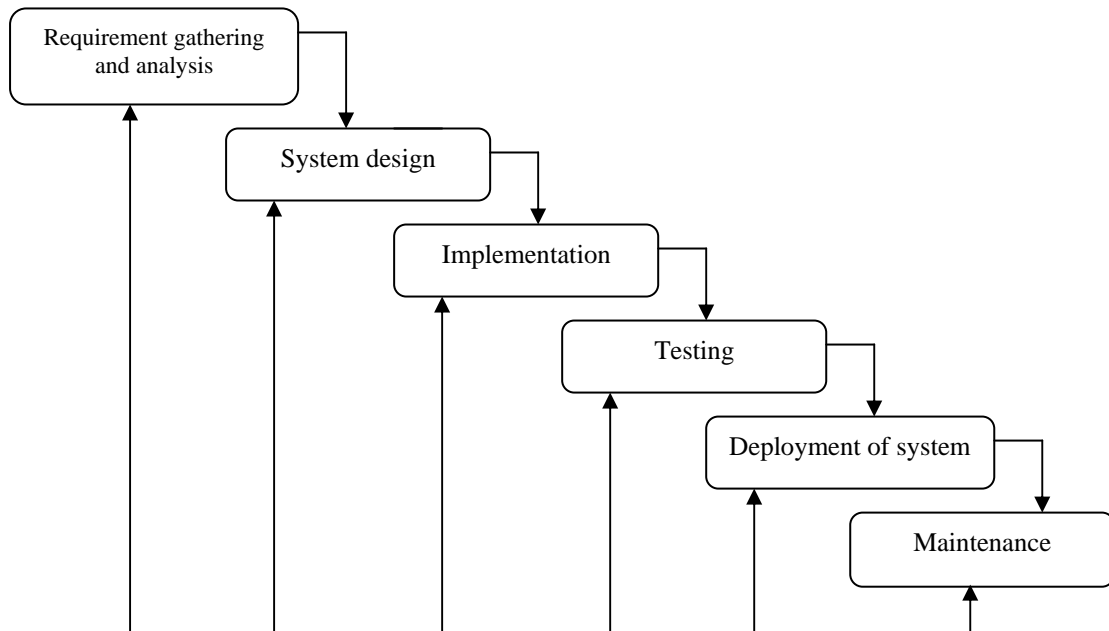 Requirement gathering
and analysis
System design
Implementation
Testing
Deployment of system
Maintenance